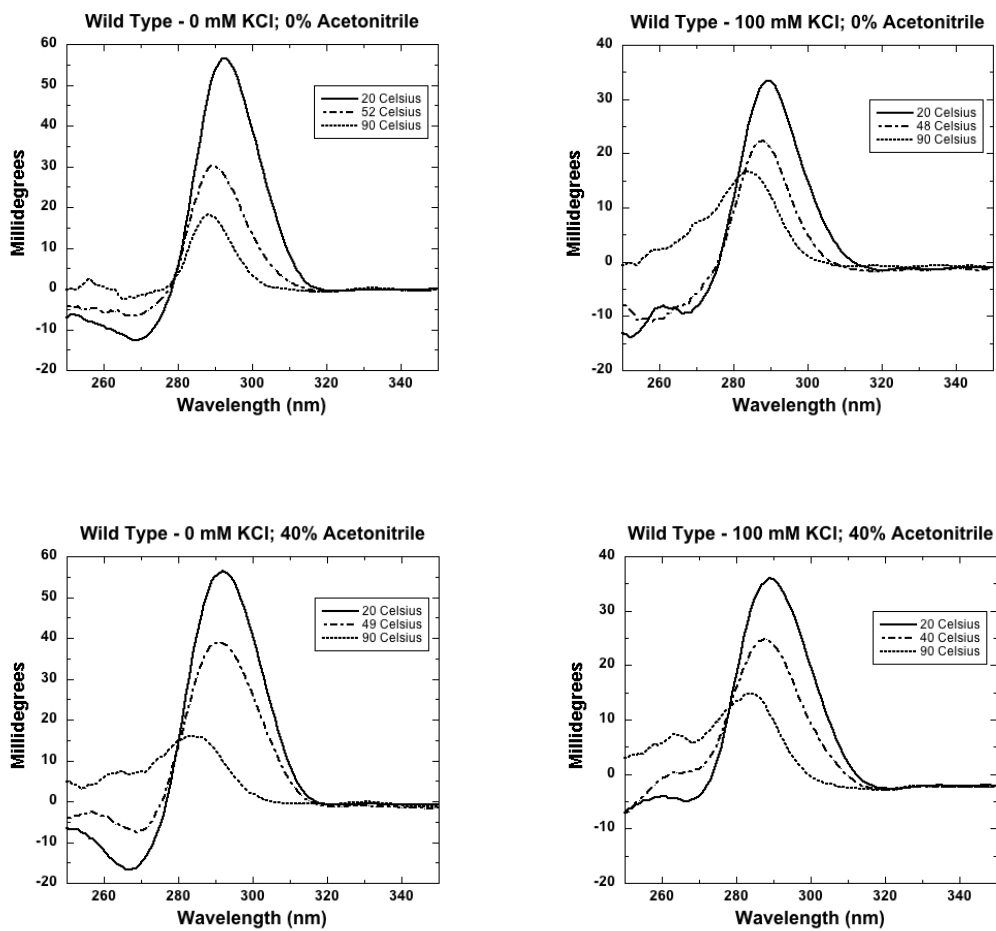 Wild Type - 0 mM KCl; 0% Acetonitrile
60
50
40
30
20
10
0
-10
-20
Millidegrees
20 Celsius
52 Celsius
90 Celsius
260 280 300 320 340
Wavelength (nm)
Wild Type - 100 mM KCl; 0% Acetonitrile
40
30
20
10
0
-10
-20
Millidegrees
20 Celsius
48 Celsius
90 Celsius
260 280 300 320 340
Wavelength (nm)
Wild Type - 0 mM KCl; 40% Acetonitrile
60
50
40
30
20
10
0
-10
-20
Millidegrees
20 Celsius
49 Celsius
90 Celsius
260 280 300 320 340
Wavelength (nm)
Wild Type - 100 mM KCl; 40% Acetonitrile
40
30
20
10
0
-10
-20
Millidegrees
20 Celsius
40 Celsius
90 Celsius
260 280 300 320 340
Wavelength (nm)